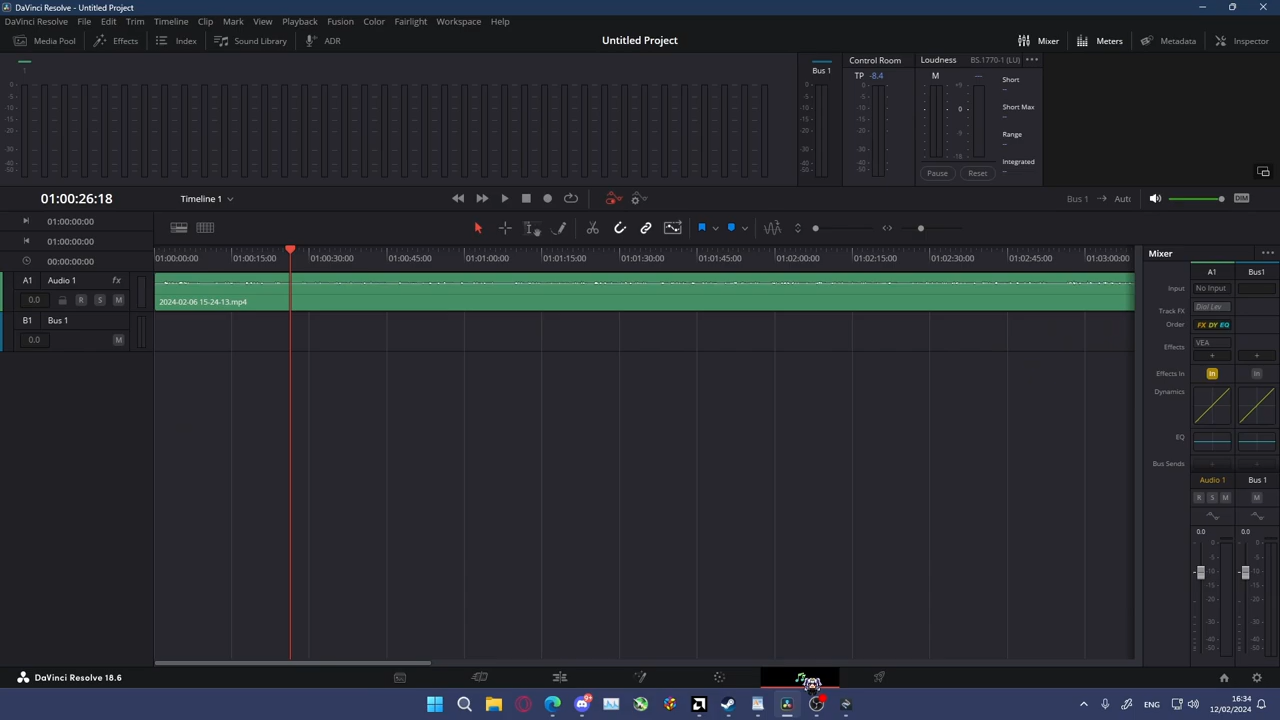 DaVinci Resolve - Untitled Project
DaVinci Resolve File Edit Trim Timeline Clip Mark View Playback Fusion Color Fairlight Workspace Help
Media Pool Effects Index Sound Library ADR Untitled Project Mixer Meters Metadata Inspector
1 Bus 1 Control Room Loudness BS.1770-1 (LU)
TP -8.4 M Short
Short Max
Range
Integrated
Pause Reset
01:00:26:18 Timeline 1 Bus 1 Auto DIM
01:00:00:00
01:00:00:00
01:00:00:00
01:00:00:00 01:00:15:00 01:00:30:00 01:00:45:00 01:01:00:00 01:01:15:00 01:01:30:00 01:01:45:00 01:02:00:00 01:02:15:00 01:02:30:00 01:02:45:00 01:03:00:00
A1 Audio 1 fx
0.0 R S M
2024-02-06 15-24-13.mp4
B1 Bus 1
0.0 M
Mixer
A1 Bus1
Input No Input
Track FX Dial Lev
Order FX DY EQ
Effects VEA
+ +
Effects In In In
Dynamics
EQ
Bus Sends
Audio 1 Bus 1
R S M M
0.0 0.0
DaVinci Resolve 18.6
ENG 16:34
12/02/2024